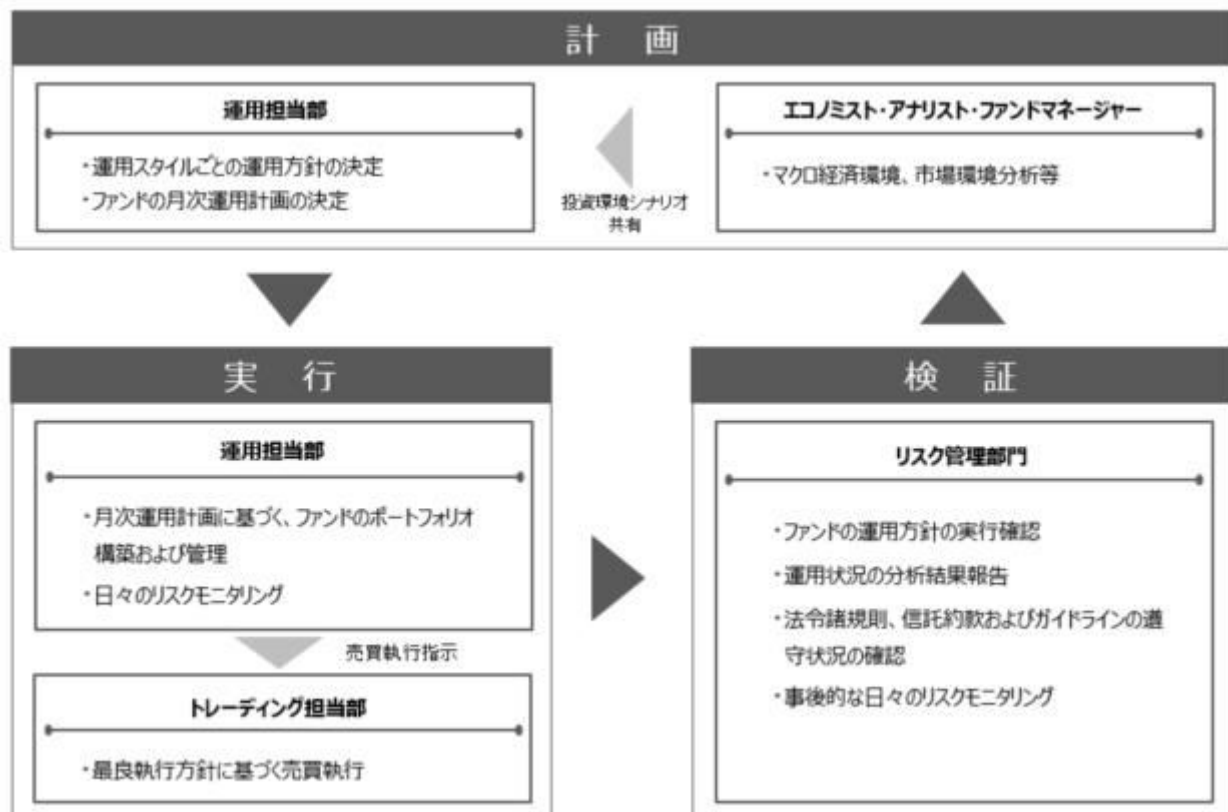 計 画
運用担当部
・運用スタイルごとの運用方針の決定
・ファンドの月次運用計画の決定
投資環境シナリオ
共有
エコノミスト・アナリスト・ファンドマネージャー
・マクロ経済環境、市場環境分析等
実 行
運用担当部
・月次運用計画に基づく、ファンドのポートフォリオ
構築および管理
・日々のリスクモニタリング
売買執行指示
トレーディング担当部
・最良執行方針に基づく売買執行
検 証
リスク管理部門
・ファンドの運用方針の実行確認
・運用状況の分析結果報告
・法令諸規則、信託約款およびガイドラインの遵
守状況の確認
・事後的な日々のリスクモニタリング